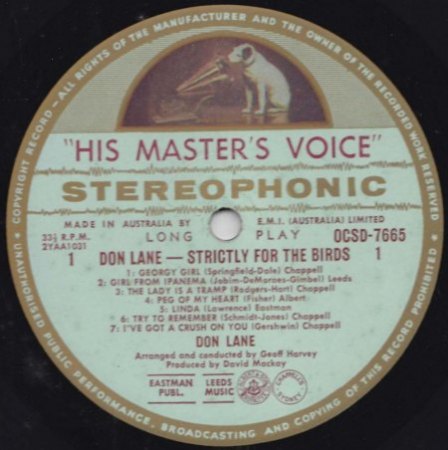 COPYRIGHT RECORD — ALL RIGHTS OF THE MANUFACTURER AND THE OWNER OF THE RECORDED WORK RESERVED
"HIS MASTER'S VOICE"
STEREOPHONIC
MADE IN AUSTRALIA BY E.M.I. (AUSTRALIA) LIMITED
33⅓ R.P.M. LONG PLAY OCSD-7665
2YAA1031
1 DON LANE — STRICTLY FOR THE BIRDS 1
1: GEORGY GIRL (Springfield-Dale) Chappell
2: GIRL FROM IPANEMA (Jobim-DeMoraes-Gimbel) Leeds
3: THE LADY IS A TRAMP (Rodgers-Hart) Chappell
4: PEG OF MY HEART (Fisher) Albert
5: LINDA (Lawrence) Eastman
6: TRY TO REMEMBER (Schmidt-Jones) Chappell
7: I'VE GOT A CRUSH ON YOU (Gershwin) Chappell
DON LANE
Arranged and conducted by Geoff Harvey
Produced by David Mackay
EASTMAN PUBL. LEEDS MUSIC CHAPPELL SYDNEY
UNAUTHORISED PUBLIC PERFORMANCE, BROADCASTING AND COPYING OF THIS RECORD PROHIBITED